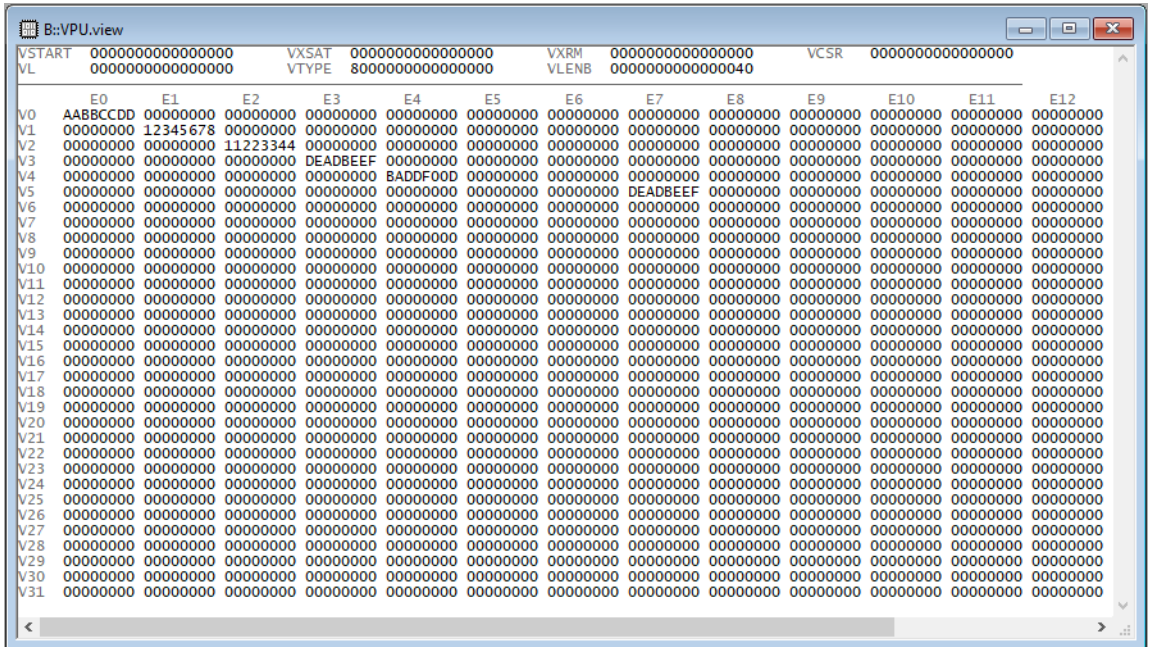 B::VPU.view
VSTART 0000000000000000 VXSAT 0000000000000000 VXRM 0000000000000000 VCSR 0000000000000000
VL 0000000000000000 VTYPE 8000000000000000 VLENB 0000000000000040
E0 E1 E2 E3 E4 E5 E6 E7 E8 E9 E10 E11 E12
V0 AABBCCDD 00000000 00000000 00000000 00000000 00000000 00000000 00000000 00000000 00000000 00000000 00000000 00000000
V1 00000000 12345678 00000000 00000000 00000000 00000000 00000000 00000000 00000000 00000000 00000000 00000000 00000000
V2 00000000 00000000 11223344 00000000 00000000 00000000 00000000 00000000 00000000 00000000 00000000 00000000 00000000
V3 00000000 00000000 00000000 DEADBEEF 00000000 00000000 00000000 00000000 00000000 00000000 00000000 00000000 00000000
V4 00000000 00000000 00000000 00000000 BADDF00D 00000000 00000000 00000000 00000000 00000000 00000000 00000000 00000000
V5 00000000 00000000 00000000 00000000 00000000 00000000 00000000 DEADBEEF 00000000 00000000 00000000 00000000 00000000
V6 00000000 00000000 00000000 00000000 00000000 00000000 00000000 00000000 00000000 00000000 00000000 00000000 00000000
V7 00000000 00000000 00000000 00000000 00000000 00000000 00000000 00000000 00000000 00000000 00000000 00000000 00000000
V8 00000000 00000000 00000000 00000000 00000000 00000000 00000000 00000000 00000000 00000000 00000000 00000000 00000000
V9 00000000 00000000 00000000 00000000 00000000 00000000 00000000 00000000 00000000 00000000 00000000 00000000 00000000
V10 00000000 00000000 00000000 00000000 00000000 00000000 00000000 00000000 00000000 00000000 00000000 00000000 00000000
V11 00000000 00000000 00000000 00000000 00000000 00000000 00000000 00000000 00000000 00000000 00000000 00000000 00000000
V12 00000000 00000000 00000000 00000000 00000000 00000000 00000000 00000000 00000000 00000000 00000000 00000000 00000000
V13 00000000 00000000 00000000 00000000 00000000 00000000 00000000 00000000 00000000 00000000 00000000 00000000 00000000
V14 00000000 00000000 00000000 00000000 00000000 00000000 00000000 00000000 00000000 00000000 00000000 00000000 00000000
V15 00000000 00000000 00000000 00000000 00000000 00000000 00000000 00000000 00000000 00000000 00000000 00000000 00000000
V16 00000000 00000000 00000000 00000000 00000000 00000000 00000000 00000000 00000000 00000000 00000000 00000000 00000000
V17 00000000 00000000 00000000 00000000 00000000 00000000 00000000 00000000 00000000 00000000 00000000 00000000 00000000
V18 00000000 00000000 00000000 00000000 00000000 00000000 00000000 00000000 00000000 00000000 00000000 00000000 00000000
V19 00000000 00000000 00000000 00000000 00000000 00000000 00000000 00000000 00000000 00000000 00000000 00000000 00000000
V20 00000000 00000000 00000000 00000000 00000000 00000000 00000000 00000000 00000000 00000000 00000000 00000000 00000000
V21 00000000 00000000 00000000 00000000 00000000 00000000 00000000 00000000 00000000 00000000 00000000 00000000 00000000
V22 00000000 00000000 00000000 00000000 00000000 00000000 00000000 00000000 00000000 00000000 00000000 00000000 00000000
V23 00000000 00000000 00000000 00000000 00000000 00000000 00000000 00000000 00000000 00000000 00000000 00000000 00000000
V24 00000000 00000000 00000000 00000000 00000000 00000000 00000000 00000000 00000000 00000000 00000000 00000000 00000000
V25 00000000 00000000 00000000 00000000 00000000 00000000 00000000 00000000 00000000 00000000 00000000 00000000 00000000
V26 00000000 00000000 00000000 00000000 00000000 00000000 00000000 00000000 00000000 00000000 00000000 00000000 00000000
V27 00000000 00000000 00000000 00000000 00000000 00000000 00000000 00000000 00000000 00000000 00000000 00000000 00000000
V28 00000000 00000000 00000000 00000000 00000000 00000000 00000000 00000000 00000000 00000000 00000000 00000000 00000000
V29 00000000 00000000 00000000 00000000 00000000 00000000 00000000 00000000 00000000 00000000 00000000 00000000 00000000
V30 00000000 00000000 00000000 00000000 00000000 00000000 00000000 00000000 00000000 00000000 00000000 00000000 00000000
V31 00000000 00000000 00000000 00000000 00000000 00000000 00000000 00000000 00000000 00000000 00000000 00000000 00000000